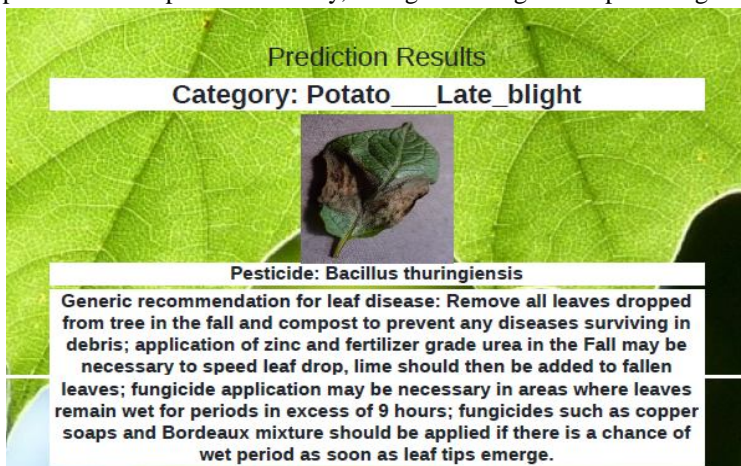 Prediction Results
Category: Potato___Late_blight
Pesticide: Bacillus thuringiensis
Generic recommendation for leaf disease: Remove all leaves dropped
from tree in the fall and compost to prevent any diseases surviving in
debris; application of zinc and fertilizer grade urea in the Fall may be
necessary to speed leaf drop, lime should then be added to fallen
leaves; fungicide application may be necessary in areas where leaves
remain wet for periods in excess of 9 hours; fungicides such as copper
soaps and Bordeaux mixture should be applied if there is a chance of
wet period as soon as leaf tips emerge.